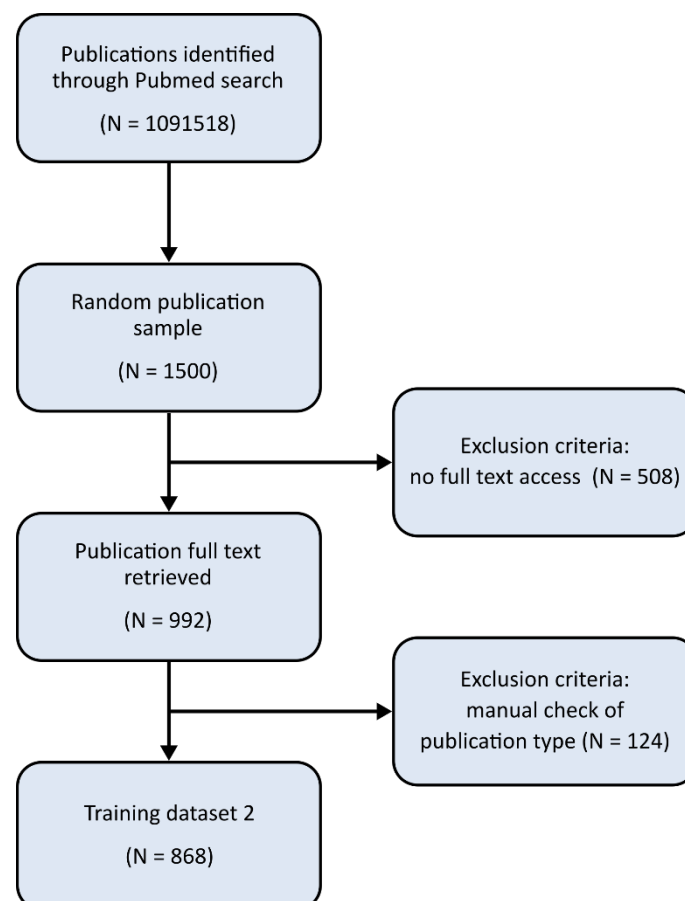 Publications identified
through Pubmed search
(N = 1091518)
Random publication
sample
(N = 1500)
Exclusion criteria:
no full text access  (N = 508)
Publication full text
retrieved
(N = 992)
Exclusion criteria:
manual check of
publication type (N = 124)
Training dataset 2
(N = 868)